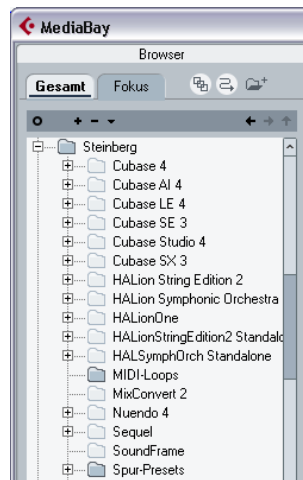 MediaBay
Browser
Gesamt Fokus
Steinberg
Cubase 4
Cubase AI 4
Cubase LE 4
Cubase SE 3
Cubase Studio 4
Cubase SX 3
HALion String Edition 2
HALion Symphonic Orchestra
HALionOne
HALionStringEdition2 Standalo
HALSymphOrch Standalone
MIDI-Loops
MixConvert 2
Nuendo 4
Sequel
SoundFrame
Spur-Presets